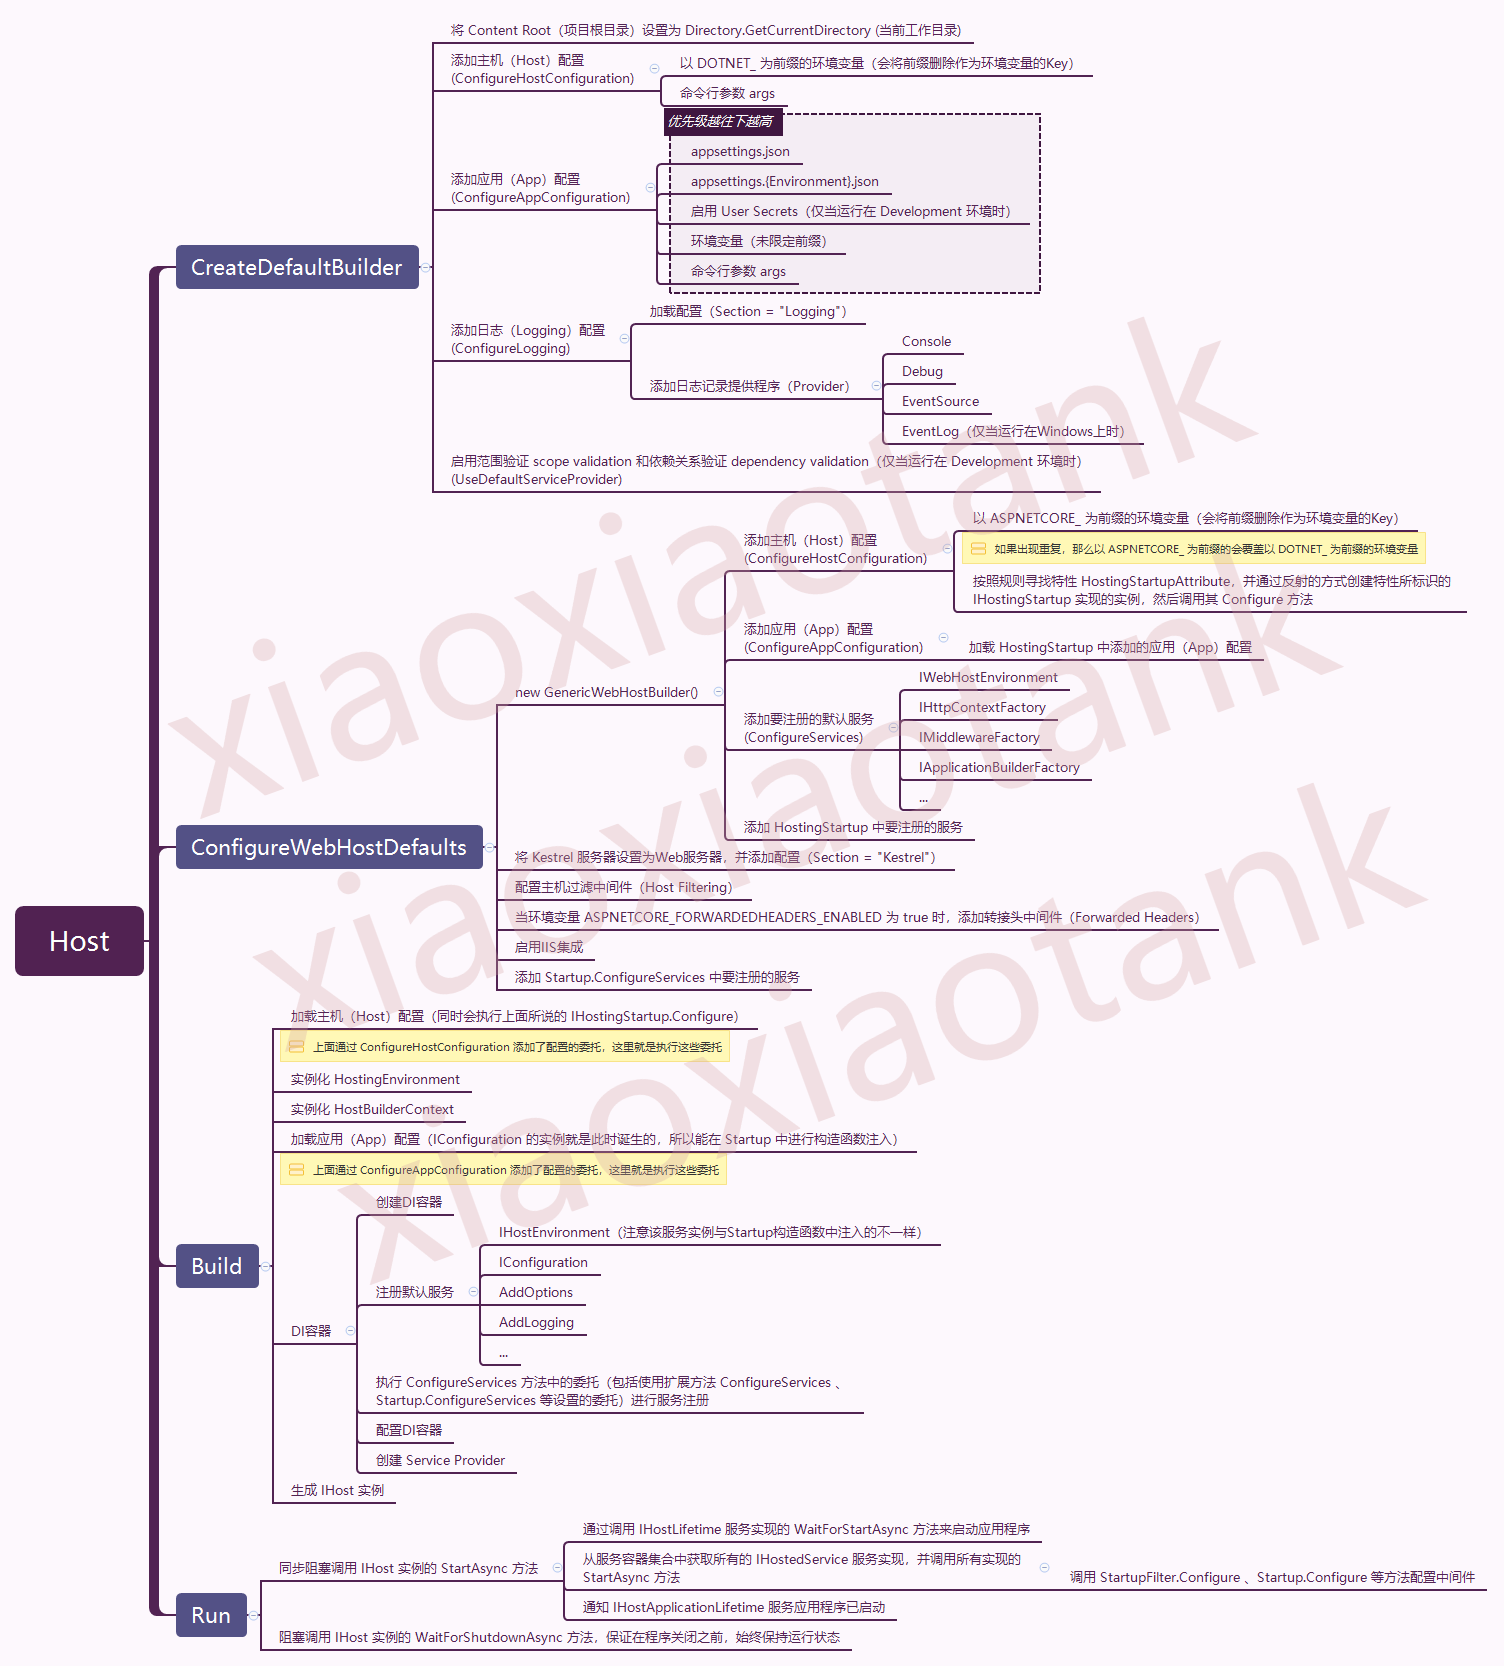 Host
CreateDefaultBuilder
将 Content Root（项目根目录）设置为 Directory.GetCurrentDirectory (当前工作目录)
添加主机（Host）配置
(ConfigureHostConfiguration)
以 DOTNET_ 为前缀的环境变量（会将前缀删除作为环境变量的Key）
命令行参数 args
添加应用（App）配置
(ConfigureAppConfiguration)
优先级越往下越高
appsettings.json
appsettings.{Environment}.json
启用 User Secrets（仅当运行在 Development 环境时）
环境变量（未限定前缀）
命令行参数 args
添加日志（Logging）配置
(ConfigureLogging)
加载配置（Section = "Logging"）
添加日志记录提供程序（Provider）
Console
Debug
EventSource
EventLog（仅当运行在Windows上时）
启用范围验证 scope validation 和依赖关系验证 dependency validation（仅当运行在 Development 环境时）
(UseDefaultServiceProvider)
ConfigureWebHostDefaults
new GenericWebHostBuilder()
添加主机（Host）配置
(ConfigureHostConfiguration)
以 ASPNETCORE_ 为前缀的环境变量（会将前缀删除作为环境变量的Key）
如果出现重复，那么以 ASPNETCORE_ 为前缀的会覆盖以 DOTNET_ 为前缀的环境变量
按照规则寻找特性 HostingStartupAttribute，并通过反射的方式创建特性所标识的
IHostingStartup 实现的实例，然后调用其 Configure 方法
添加应用（App）配置
(ConfigureAppConfiguration)
加载 HostingStartup 中添加的应用（App）配置
添加要注册的默认服务
(ConfigureServices)
IWebHostEnvironment
IHttpContextFactory
IMiddlewareFactory
IApplicationBuilderFactory
...
添加 HostingStartup 中要注册的服务
将 Kestrel 服务器设置为Web服务器，并添加配置（Section = "Kestrel"）
配置主机过滤中间件（Host Filtering）
当环境变量 ASPNETCORE_FORWARDEDHEADERS_ENABLED 为 true 时，添加转接头中间件（Forwarded Headers）
启用IIS集成
添加 Startup.ConfigureServices 中要注册的服务
Build
加载主机（Host）配置（同时会执行上面所说的 IHostingStartup.Configure）
上面通过 ConfigureHostConfiguration 添加了配置的委托，这里就是执行这些委托
实例化 HostingEnvironment
实例化 HostBuilderContext
加载应用（App）配置（IConfiguration 的实例就是此时诞生的，所以能在 Startup 中进行构造函数注入）
上面通过 ConfigureAppConfiguration 添加了配置的委托，这里就是执行这些委托
DI容器
创建DI容器
注册默认服务
IHostEnvironment（注意该服务实例与Startup构造函数中注入的不一样）
IConfiguration
AddOptions
AddLogging
...
执行 ConfigureServices 方法中的委托（包括使用扩展方法 ConfigureServices 、
Startup.ConfigureServices 等设置的委托）进行服务注册
配置DI容器
创建 Service Provider
生成 IHost 实例
Run
同步阻塞调用 IHost 实例的 StartAsync 方法
通过调用 IHostLifetime 服务实现的 WaitForStartAsync 方法来启动应用程序
从服务容器集合中获取所有的 IHostedService 服务实现，并调用所有实现的
StartAsync 方法
调用 StartupFilter.Configure 、Startup.Configure 等方法配置中间件
通知 IHostApplicationLifetime 服务应用程序已启动
阻塞调用 IHost 实例的 WaitForShutdownAsync 方法，保证在程序关闭之前，始终保持运行状态
xiaoxiaotank
xiaoxiaotank
xiaoxiaotank